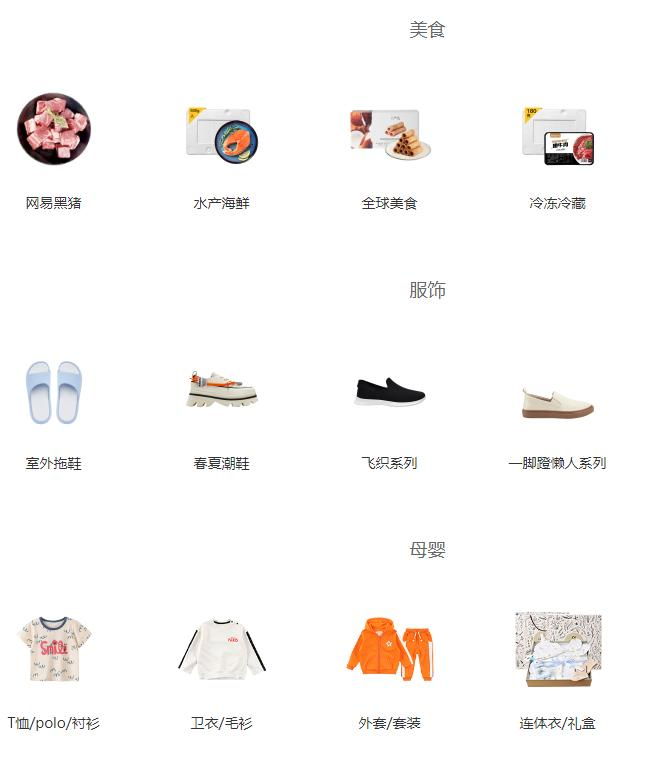 美食
网易黑猪
水产海鲜
全球美食
冷冻冷藏
服饰
室外拖鞋
春夏潮鞋
飞织系列
一脚蹬懒人系列
母婴
Smile
T恤/polo/衬衫
卫衣/毛衫
外套/套装
连体衣/礼盒